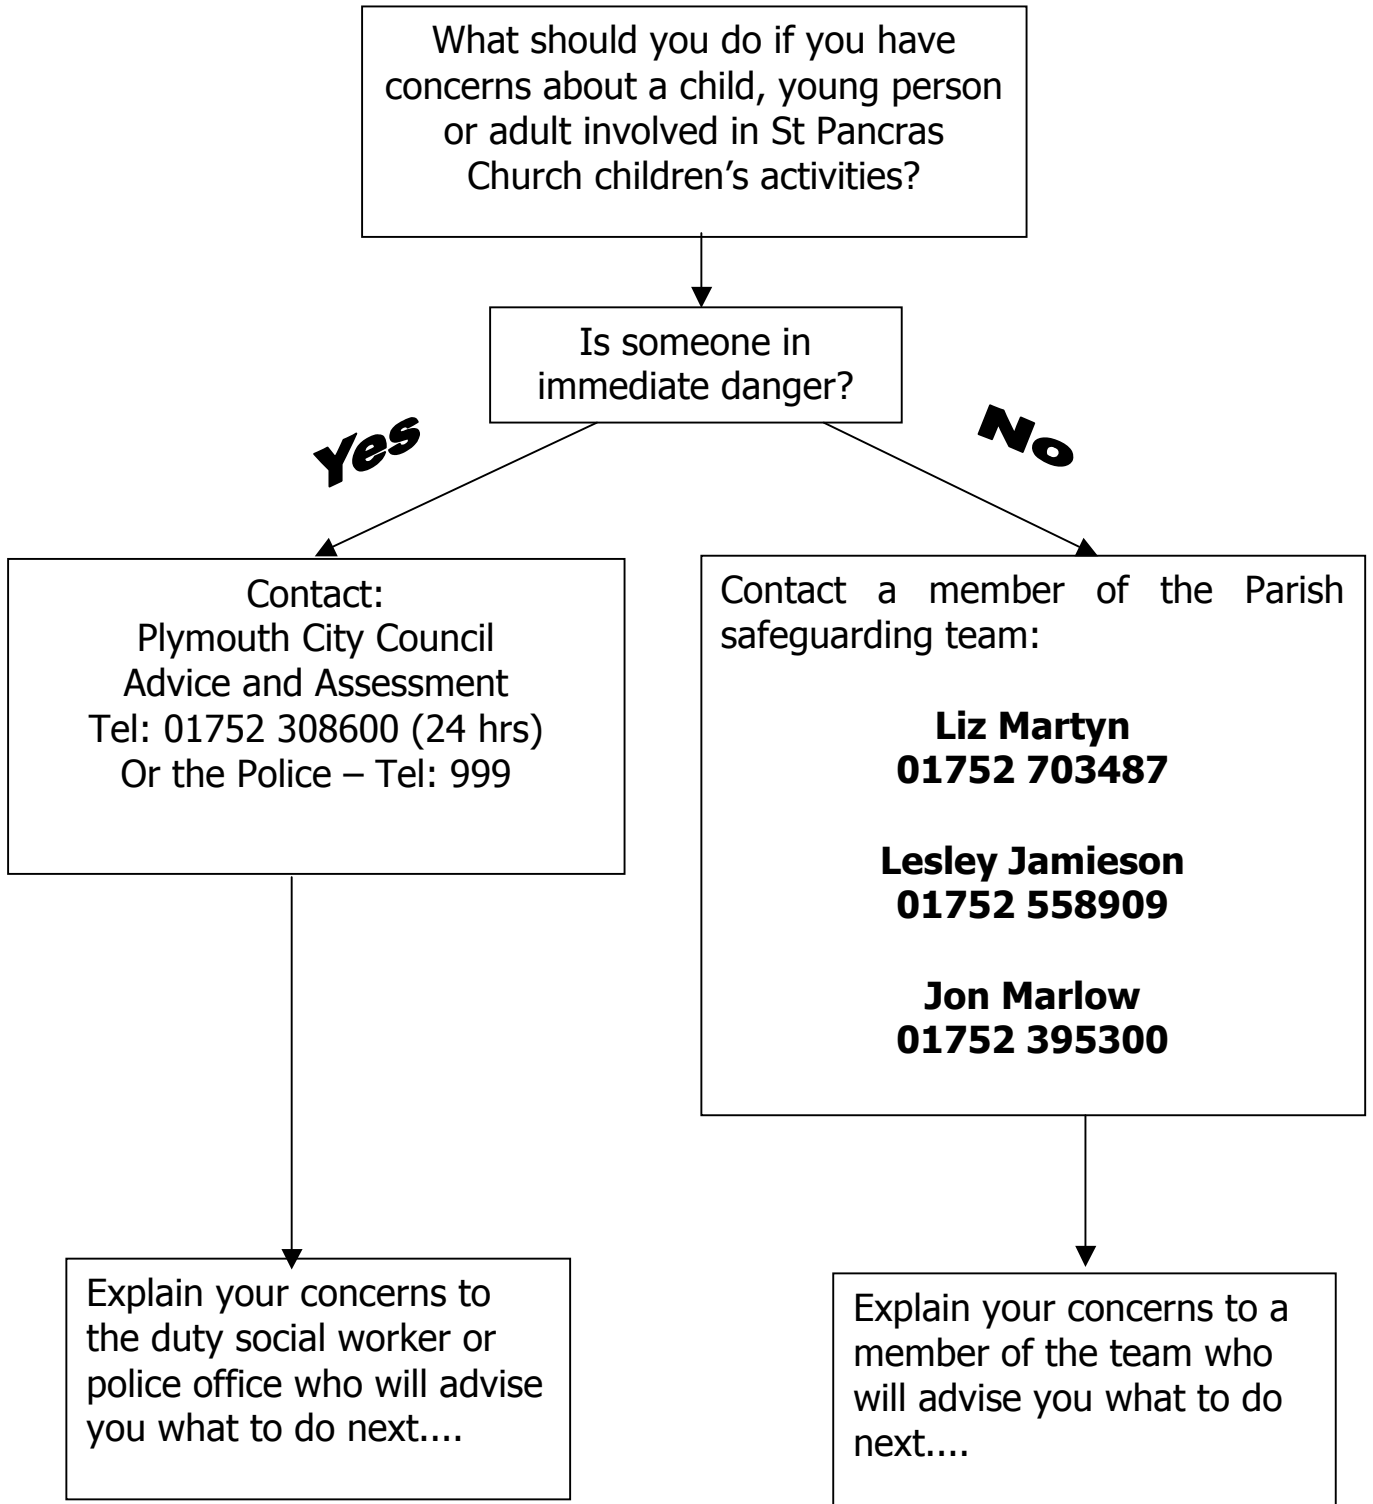 What should you do if you have
concerns about a child, young person
or adult involved in St Pancras
Church children's activities?
Is someone in
immediate danger?
Yes
No
Contact:
Plymouth City Council
Advice and Assessment
Tel: 01752 308600 (24 hrs)
Or the Police – Tel: 999
Contact a member of the Parish
safeguarding team:
Liz Martyn
01752 703487
Lesley Jamieson
01752 558909
Jon Marlow
01752 395300
Explain your concerns to
the duty social worker or
police office who will advise
you what to do next....
Explain your concerns to a
member of the team who
will advise you what to do
next....